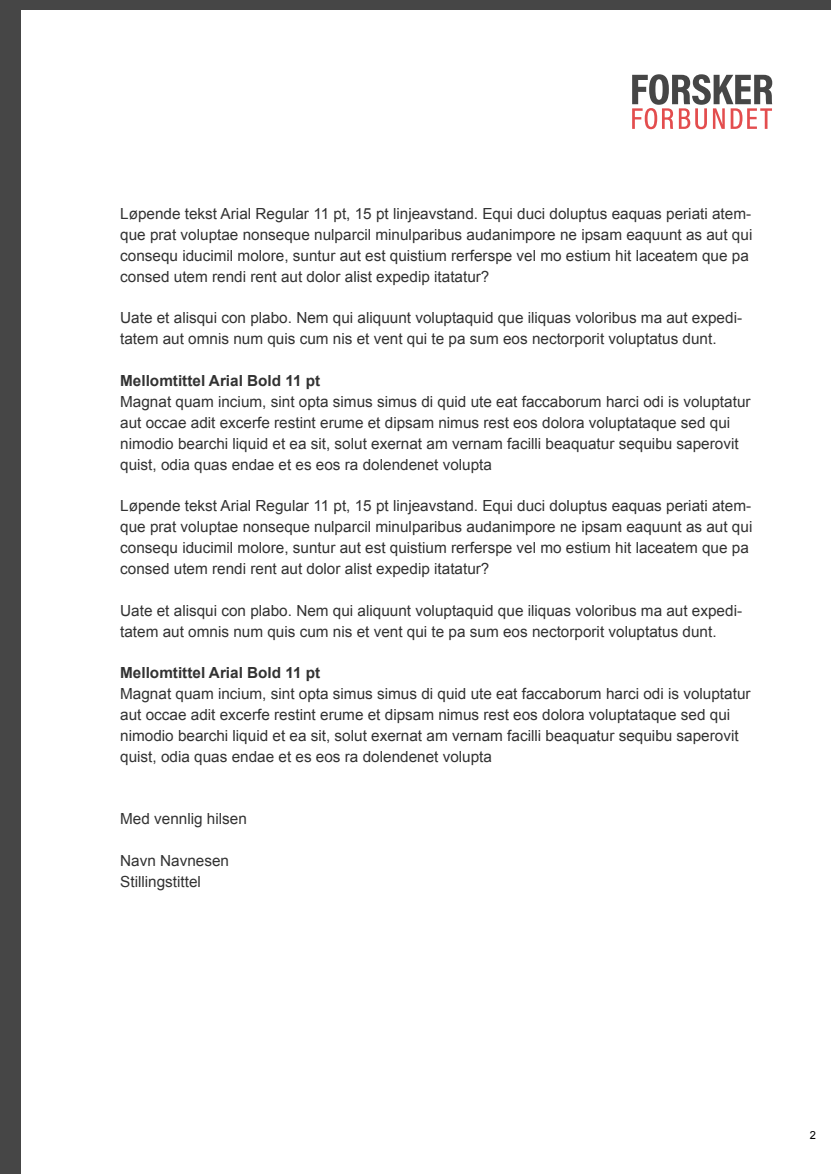 FORSKER
FORBUNDET
Løpende tekst Arial Regular 11 pt, 15 pt linjeavstand. Equi duci doluptus eaquas periati atem-
que prat voluptae nonseque nulparcil minulparibus audanimpore ne ipsam eaquunt as aut qui
consequ iducimil molore, suntur aut est quistium rerferspe vel mo estium hit laceatem que pa
consed utem rendi rent aut dolor alist expedip itatatur?
Uate et alisqui con plabo. Nem qui aliquunt voluptaquid que iliquas voloribus ma aut expedi-
tatem aut omnis num quis cum nis et vent qui te pa sum eos nectorporit voluptatus dunt.
Mellomtittel Arial Bold 11 pt
Magnat quam incium, sint opta simus simus di quid ute eat faccaborum harci odi is voluptatur
aut occae adit excerfe restint erume et dipsam nimus rest eos dolora voluptataque sed qui
nimodio bearchi liquid et ea sit, solut exernat am vernam facilli beaquatur sequibu saperovit
quist, odia quas endae et es eos ra dolendenet volupta
Løpende tekst Arial Regular 11 pt, 15 pt linjeavstand. Equi duci doluptus eaquas periati atem-
que prat voluptae nonseque nulparcil minulparibus audanimpore ne ipsam eaquunt as aut qui
consequ iducimil molore, suntur aut est quistium rerferspe vel mo estium hit laceatem que pa
consed utem rendi rent aut dolor alist expedip itatatur?
Uate et alisqui con plabo. Nem qui aliquunt voluptaquid que iliquas voloribus ma aut expedi-
tatem aut omnis num quis cum nis et vent qui te pa sum eos nectorporit voluptatus dunt.
Mellomtittel Arial Bold 11 pt
Magnat quam incium, sint opta simus simus di quid ute eat faccaborum harci odi is voluptatur
aut occae adit excerfe restint erume et dipsam nimus rest eos dolora voluptataque sed qui
nimodio bearchi liquid et ea sit, solut exernat am vernam facilli beaquatur sequibu saperovit
quist, odia quas endae et es eos ra dolendenet volupta
Med vennlig hilsen
Navn Navnesen
Stillingstittel
2